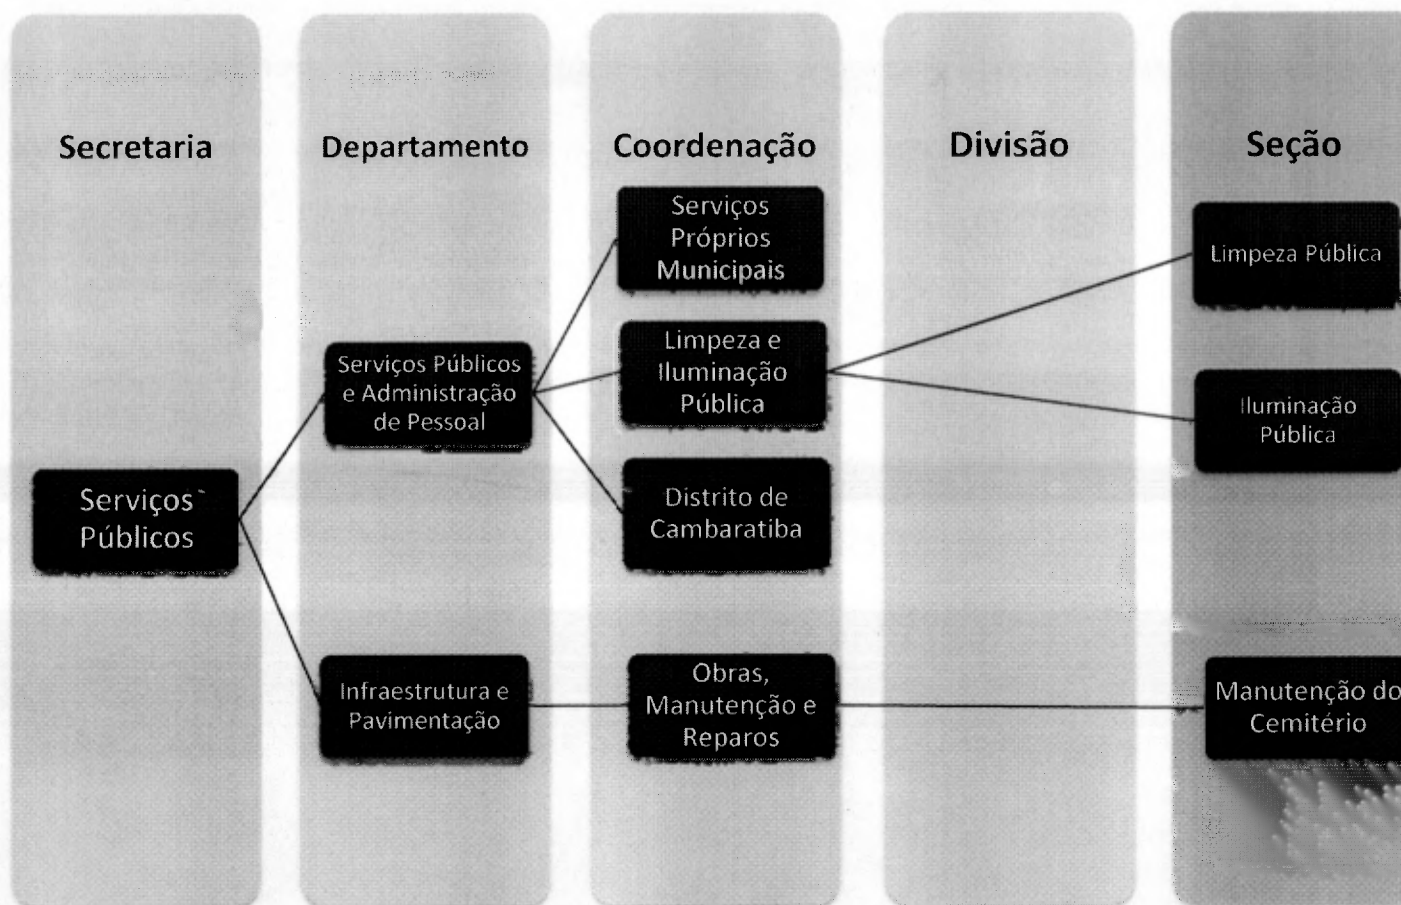 Secretaria
Departamento
Coordenação
Divisão
Seção
Serviços
Públicos
Serviços Públicos
e Administração
de Pessoal
Infraestrutura e
Pavimentação
Serviços
Próprios
Municipais
Limpeza e
Iluminação
Pública
Distrito de
Cambaratiba
Obras,
Manutenção e
Reparos
Limpeza Pública
Iluminação
Pública
Manutenção do
Cemitério